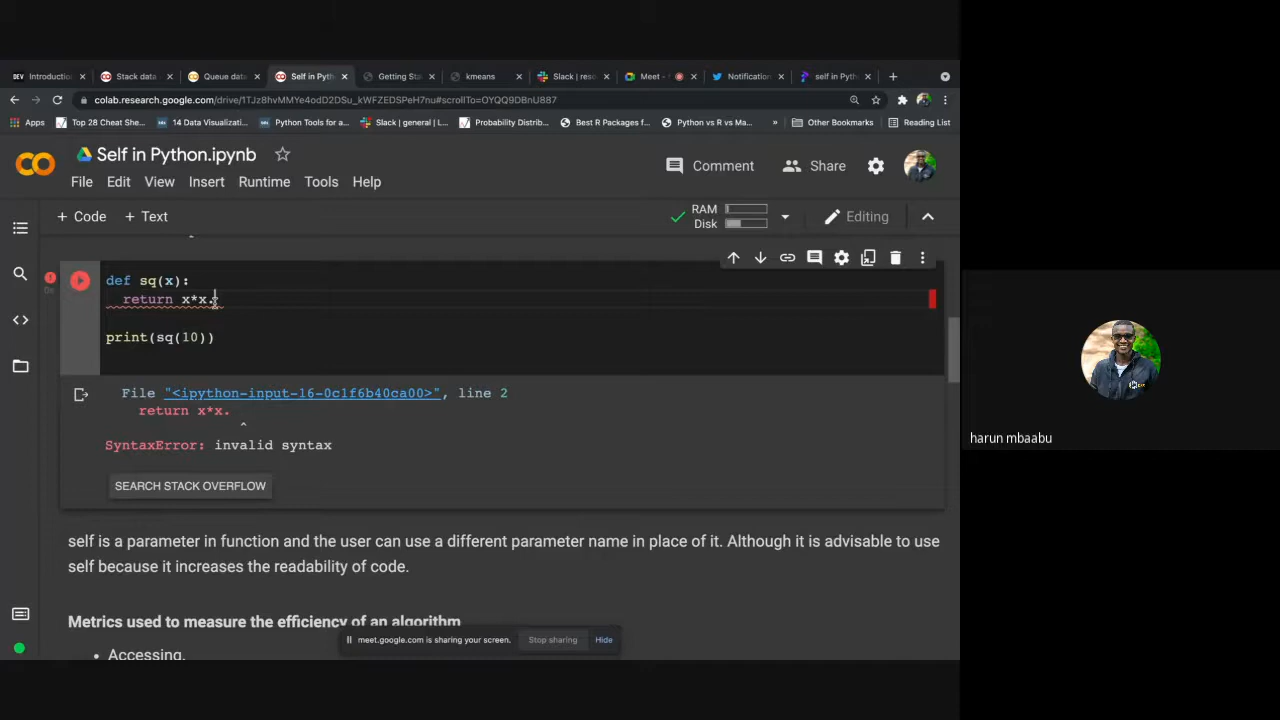 DEV Introduction
Stack data
Queue data
Self in Pyth
Getting Sta
kmeans
Slack | reso
Meet -
Notification
self in Pyth
colab.research.google.com/drive/1TJz8hvMMYe4odD2DSu_kWFZEDSPeH7nu#scrollTo=OYQQ9DBnU887
Apps
Top 28 Cheat She...
14 Data Visualizati...
Python Tools for a...
Slack | general | L...
Probability Distrib...
Best R Packages f...
Python vs R vs Ma...
»
Other Bookmarks
Reading List
Self in Python.ipynb
Comment
Share
File Edit View Insert Runtime Tools Help
+ Code + Text
RAM
Disk
Editing
def sq(x):
return x*x.
print(sq(10))
File "<ipython-input-16-0c1f6b40ca00>", line 2
return x*x.
^
SyntaxError: invalid syntax
SEARCH STACK OVERFLOW
harun mbaabu
self is a parameter in function and the user can use a different parameter name in place of it. Although it is advisable to use
self because it increases the readability of code.
Metrics used to measure the efficiency of an algorithm
meet.google.com is sharing your screen.
Stop sharing
Hide
• Accessing.